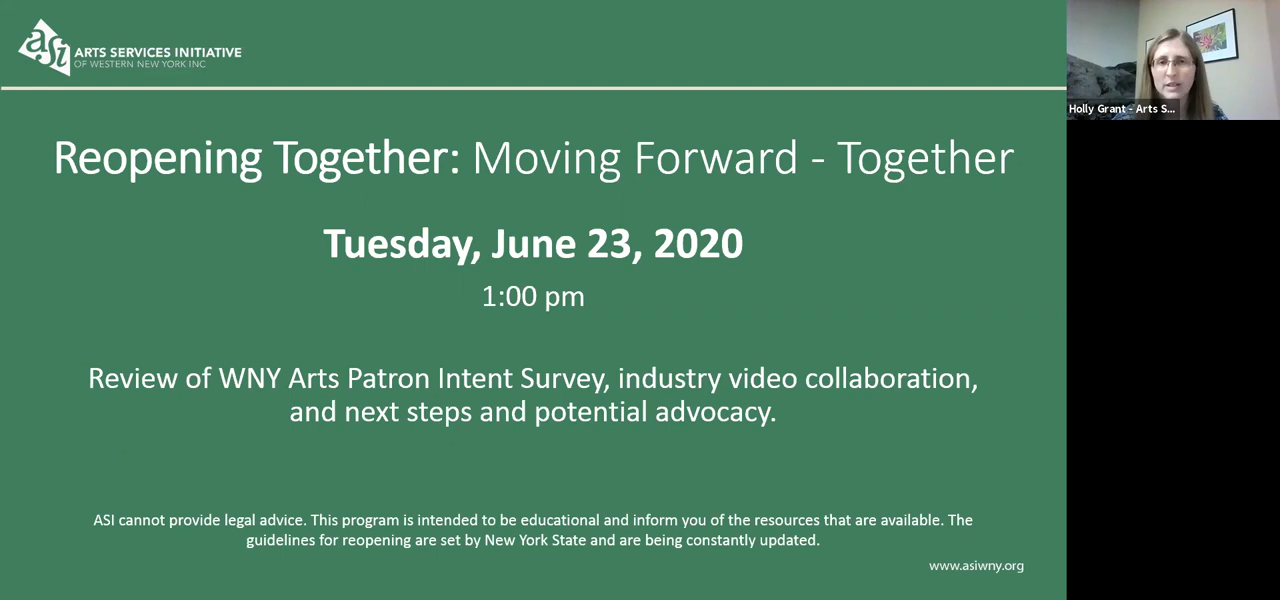 asi
ARTS SERVICES INITIATIVE
OF WESTERN NEW YORK INC
Holly Grant - Arts S...
Reopening Together: Moving Forward - Together
Tuesday, June 23, 2020
1:00 pm
Review of WNY Arts Patron Intent Survey, industry video collaboration,
and next steps and potential advocacy.
ASI cannot provide legal advice. This program is intended to be educational and inform you of the resources that are available. The
guidelines for reopening are set by New York State and are being constantly updated.
www.asiwny.org